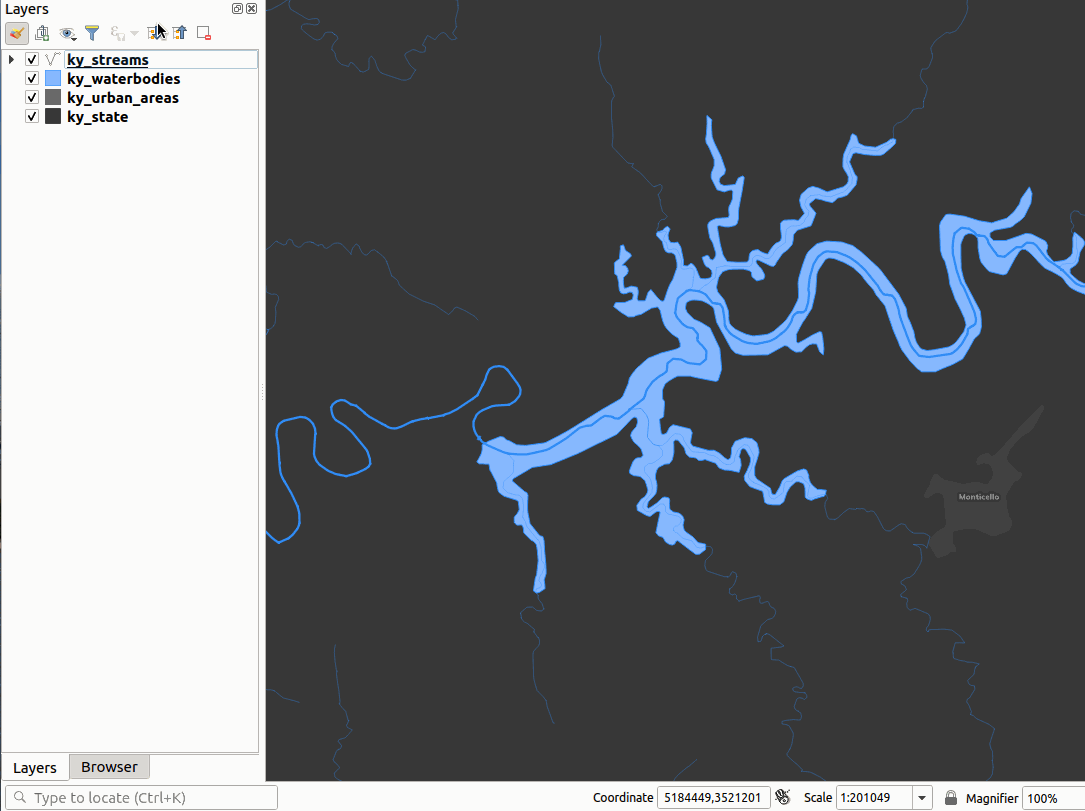 Layers
ky_streams
ky_waterbodies
ky_urban_areas
ky_state
Monticello
Layers Browser
Type to locate (Ctrl+K) Coordinate 5184449,3521201 Scale 1:201049 Magnifier 100%